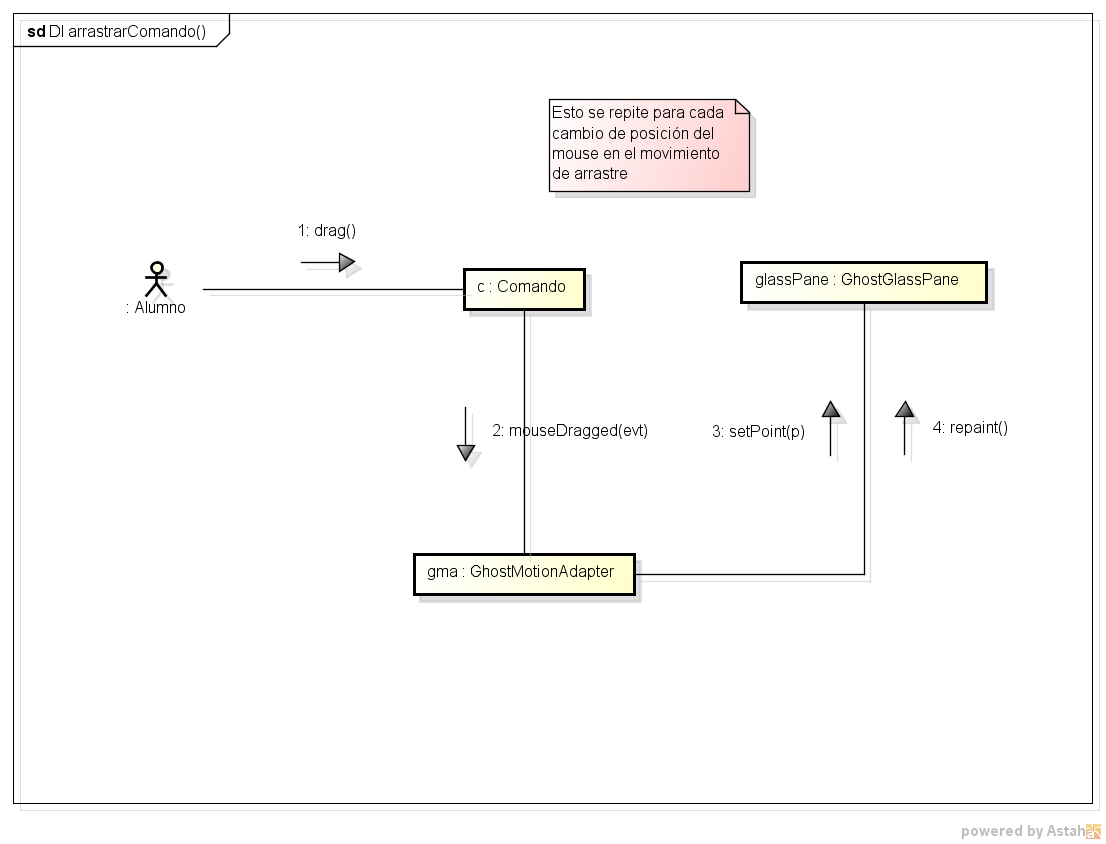 sd DI arrastrarComando()
Esto se repite para cada
cambio de posición del
mouse en el movimiento
de arrastre
1: drag()
: Alumno
c : Comando
glassPane : GhostGlassPane
2: mouseDragged(evt)
3: setPoint(p)
4: repaint()
gma : GhostMotionAdapter
powered by Astah